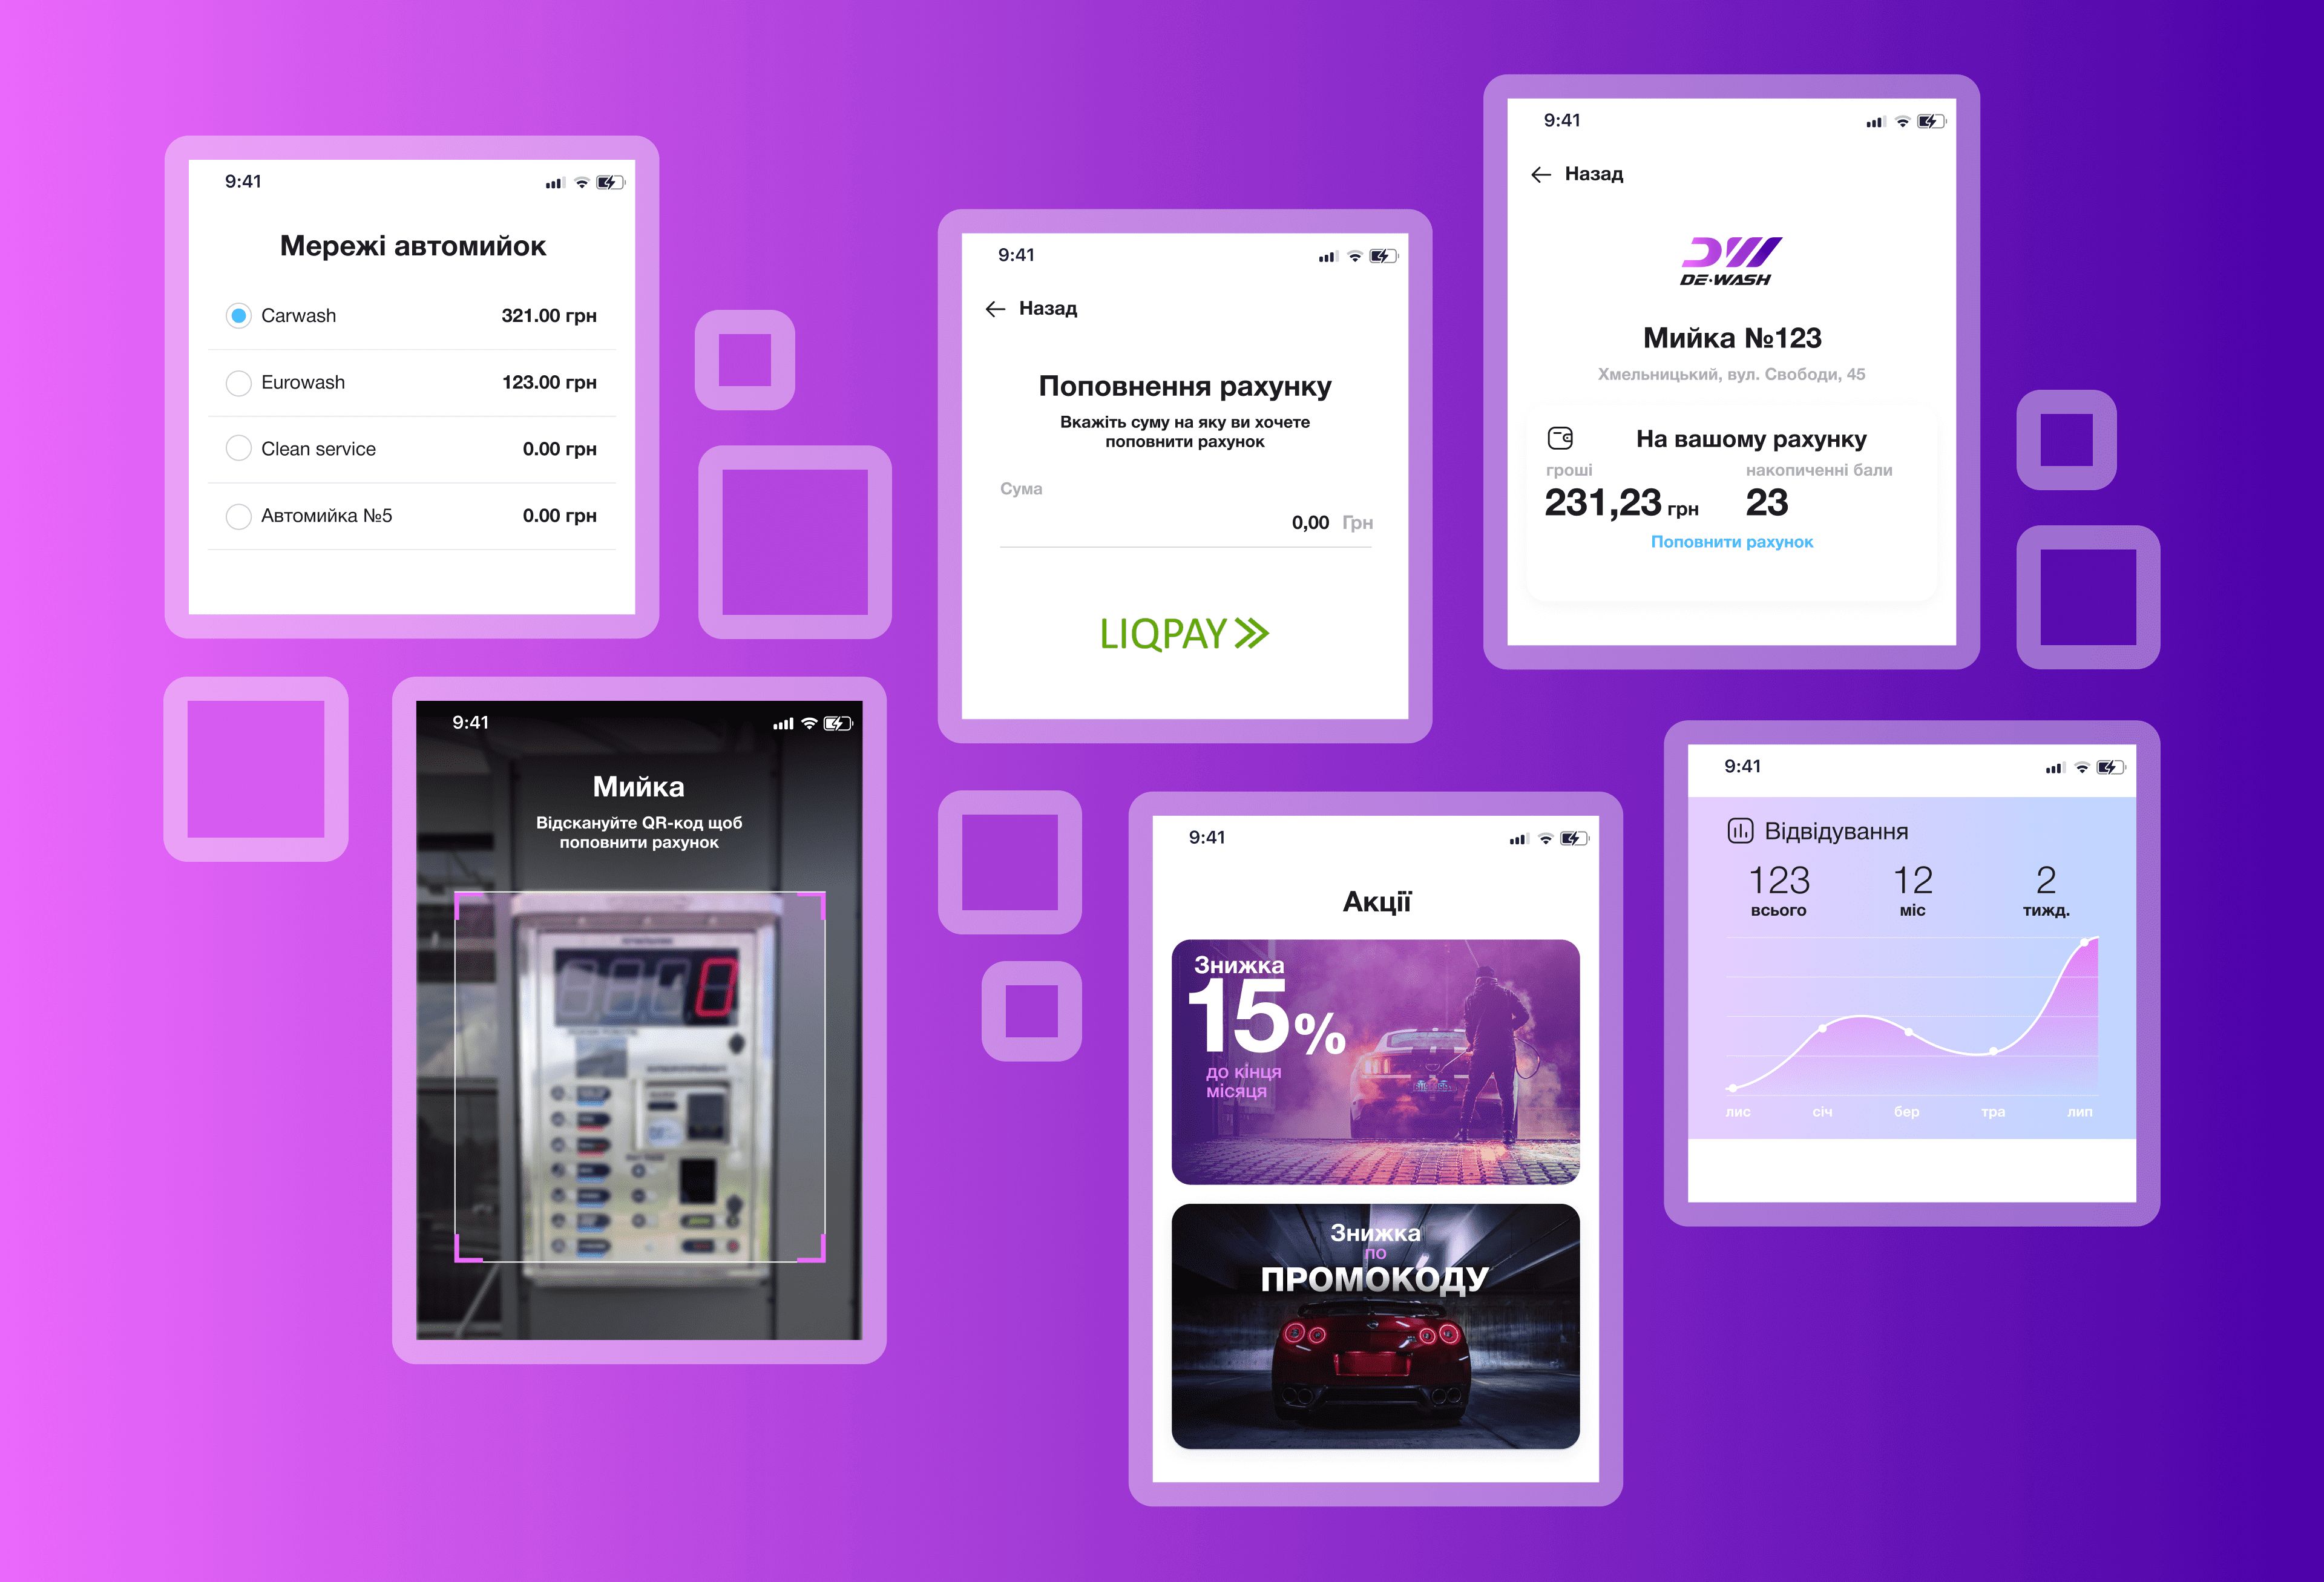 9:41
Мережі автомийок
Carwash 321.00 грн
Eurowash 123.00 грн
Clean service 0.00 грн
Автомийка №5 0.00 грн
9:41
Назад
Поповнення рахунку
Вкажіть суму на яку ви хочете
поповнити рахунок
Сума
0,00 Грн
LIQPAY
9:41
Назад
DW
DE·WASH
Мийка №123
Хмельницький, вул. Свободи, 45
На вашому рахунку
гроші накопиченні бали
231,23 грн 23
Поповнити рахунок
9:41
Мийка
Відскануйте QR-код щоб
поповнити рахунок
0
9:41
Акції
Знижка
15%
до кінця
місяця
Знижка
по
ПРОМОКОДУ
9:41
Відвідування
123 12 2
всього міс тижд.
лис січ бер тра лип